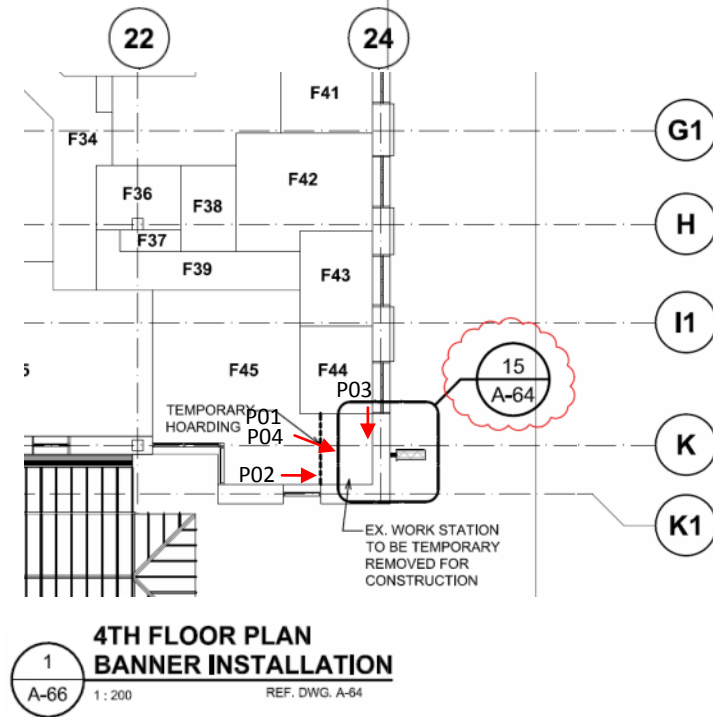 22
24
F41
G1
F34
F42
F36
F38
H
F37
F39
F43
I1
F45
F44
15
A-64
P03
TEMPORARY
HOARDING
P01
P04
K
P02
K1
EX. WORK STATION
TO BE TEMPORARY
REMOVED FOR
CONSTRUCTION
1
A-66
4TH FLOOR PLAN
BANNER INSTALLATION
1 : 200
REF. DWG. A-64